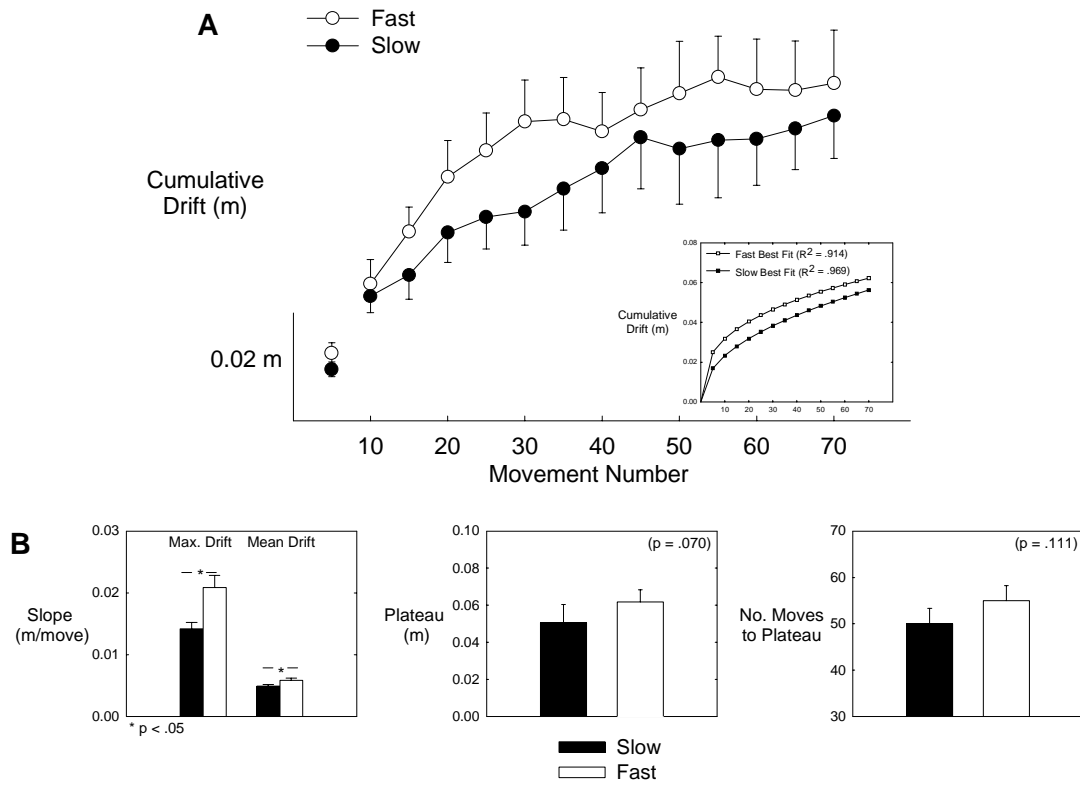 A
Fast
Slow
Cumulative
Drift (m)
0.02 m
10 20 30 40 50 60 70
Movement Number
0.08
0.06
0.04
0.02
0.00
Cumulative
Drift (m)
Fast Best Fit (R2 = .914)
Slow Best Fit (R2 = .969)
10 20 30 40 50 60 70
B
Slope
(m/move)
0.03
0.02
0.01
0.00
Max. Drift Mean Drift
*
*
* p < .05
Plateau
(m)
0.10
0.08
0.06
0.04
0.02
0.00
(p = .070)
No. Moves
to Plateau
70
60
50
40
30
(p = .111)
Slow
Fast